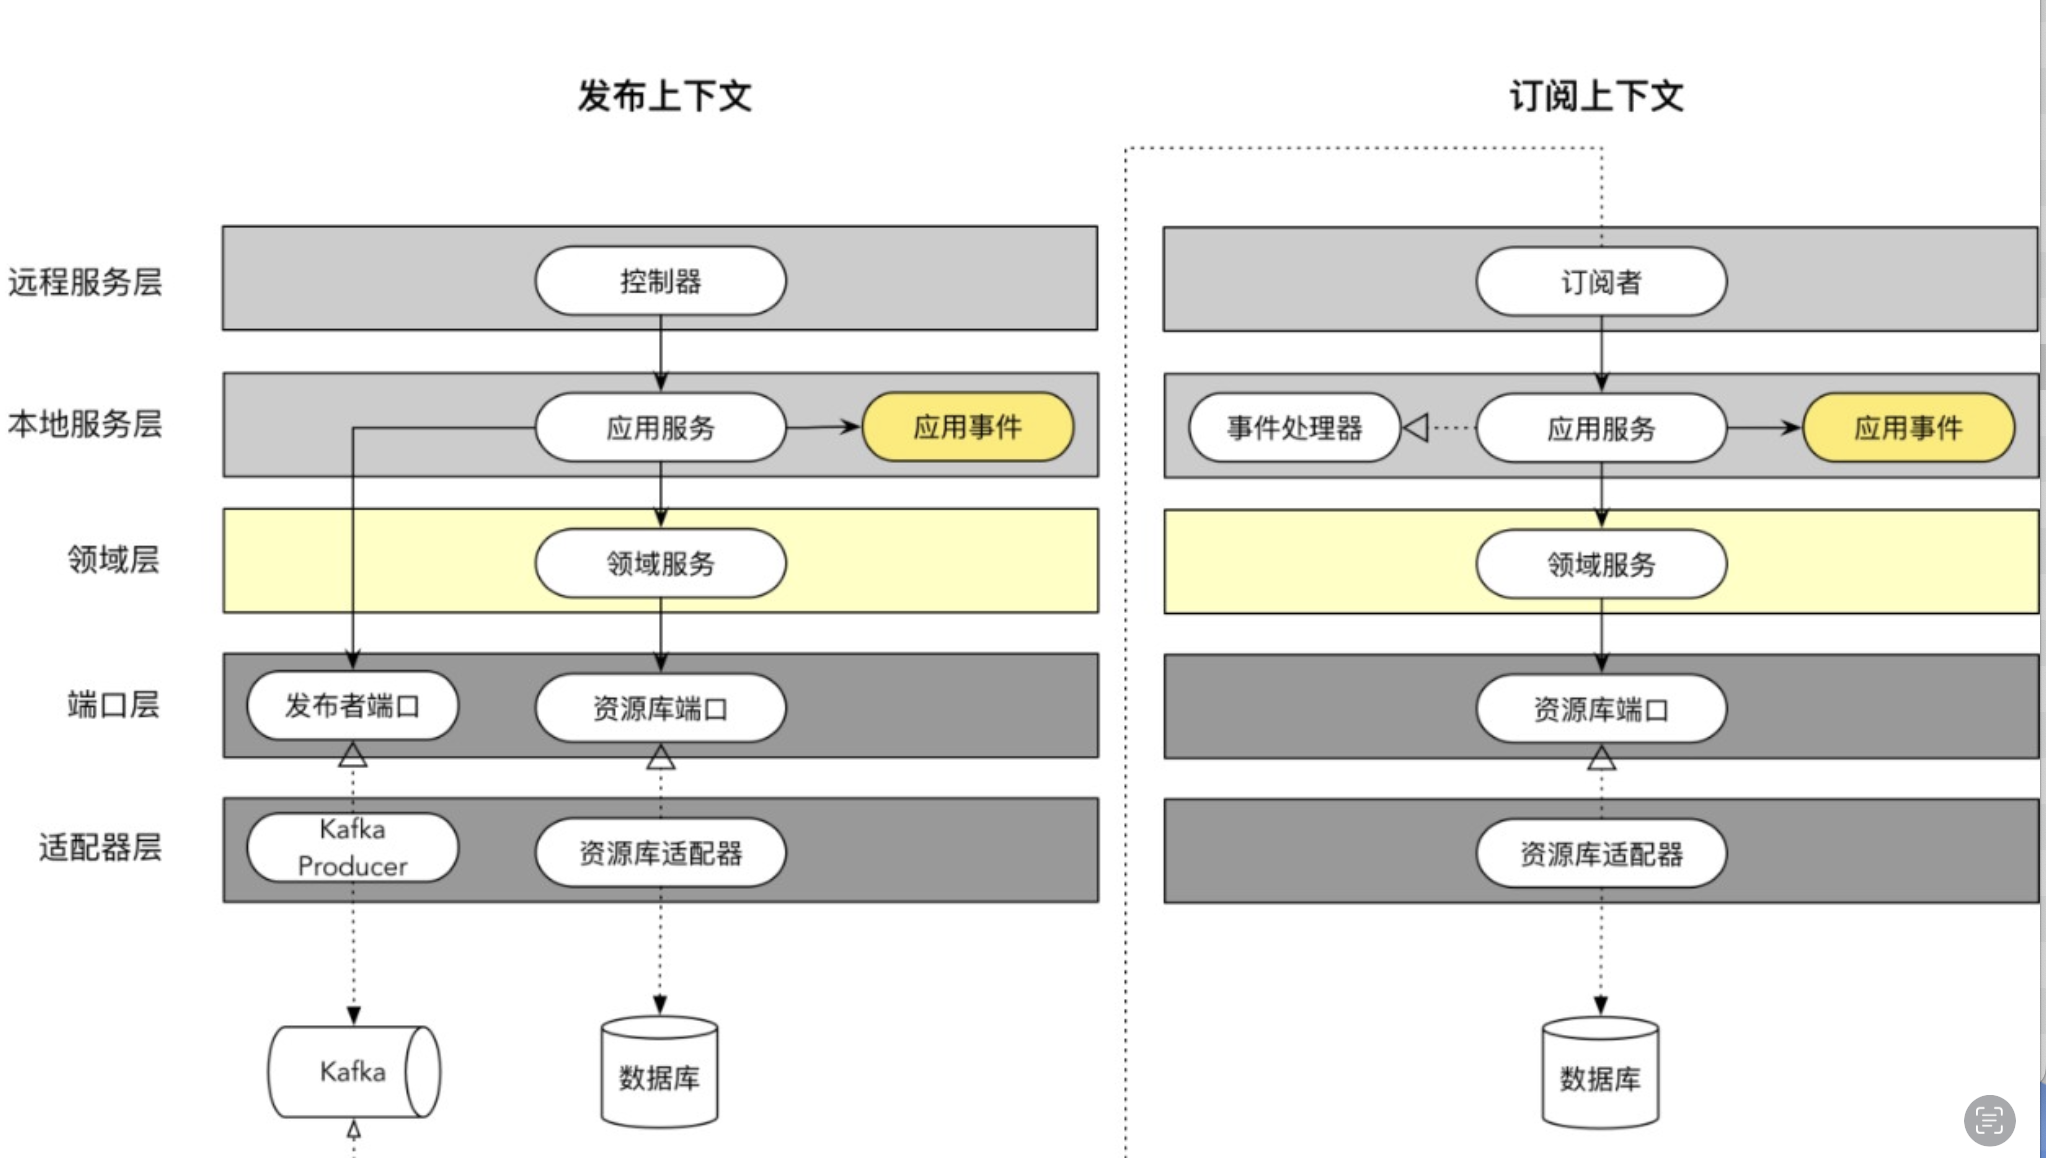 发布上下文
订阅上下文
远程服务层
控制器
订阅者
本地服务层
应用服务
应用事件
事件处理器
应用服务
应用事件
领域层
领域服务
领域服务
端口层
发布者端口
资源库端口
资源库端口
适配器层
Kafka
Producer
资源库适配器
资源库适配器
Kafka
数据库
数据库